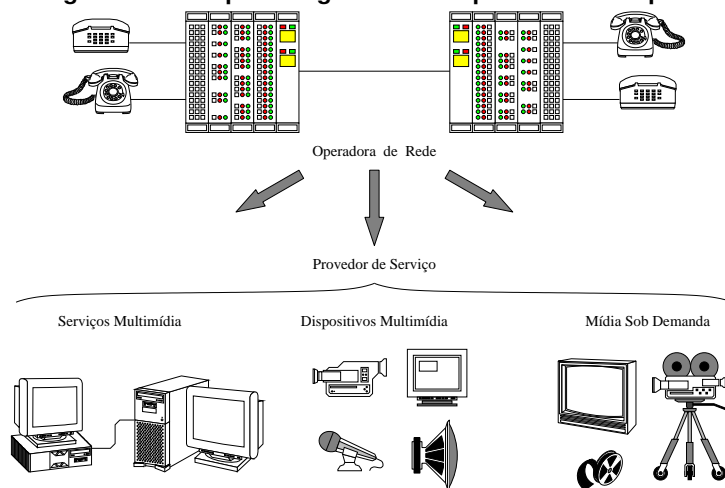 Operadora de Rede
Provedor de Serviço
Serviços Multimídia
Dispositivos Multimídia
Mídia Sob Demanda